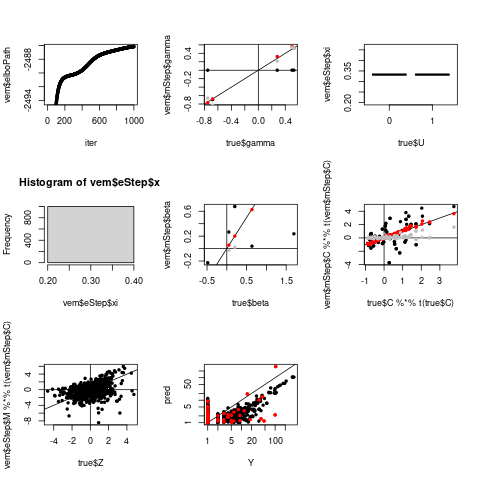 vem$elboPath
-2494
-2488
0 200 600 1000
iter
vem$mStep$gamma
-0.8
-0.2
0.4
-0.8 -0.4 0.0 0.4
true$gamma
vem$eStep$xi
0.20
0.35
0 1
true$U
Histogram of vem$eStep$x
Frequency
0 400 800
0.20 0.30 0.40
vem$eStep$xi
vem$mStep$beta
-0.2
0.2
0.6
-0.5 0.5 1.5
true$beta
vem$mStep$C %*% t(vem$mStep$C)
-4
0 2 4
-1 0 1 2 3
true$C %*% t(true$C)
vem$eStep$M %*% t(vem$mStep$C)
-8 -4 0 4
-4 -2 0 2 4
true$Z
pred
1 5 50
1 5 20 100
Y